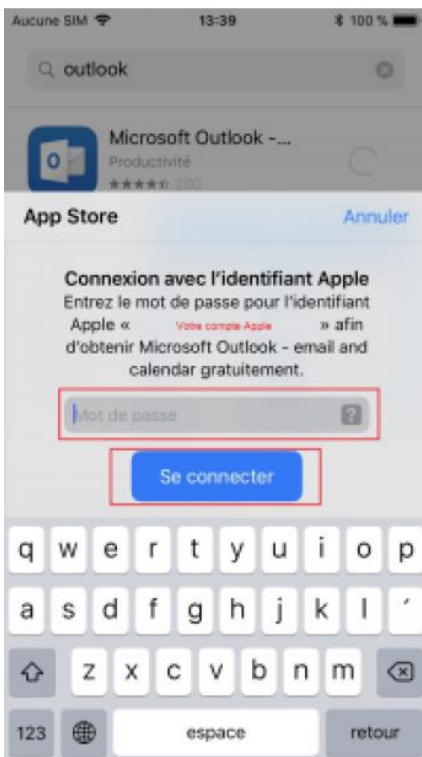 Aucune SIM 13:39 100 %
outlook
Microsoft Outlook -...
Productivité
200
App Store Annuler
Connexion avec l'identifiant Apple
Entrez le mot de passe pour l'identifiant
Apple « Votre compte Apple » afin
d'obtenir Microsoft Outlook - email and
calendar gratuitement.
Mot de passe ?
Se connecter
q w e r t y u i o p
a s d f g h j k l ´
z x c v b n m
123 espace retour